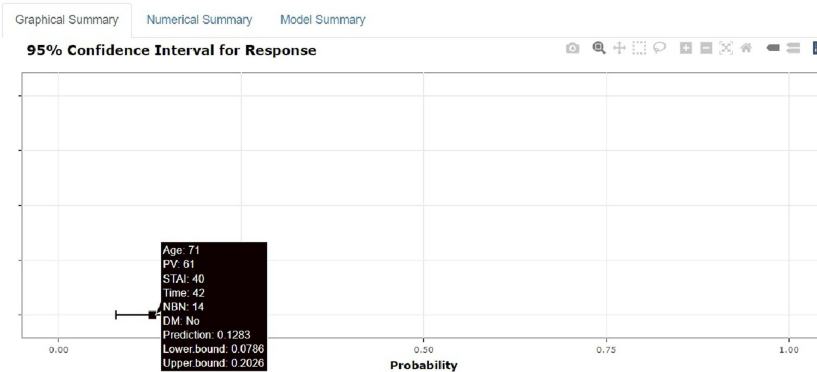 Graphical Summary Numerical Summary Model Summary
95% Confidence Interval for Response
Age: 71
PV: 61
STAI: 40
Time: 42
NBN: 14
DM: No
Prediction: 0.1283
Lower.bound: 0.0786
Upper.bound: 0.2026
0.00 0.50 0.75 1.00
Probability